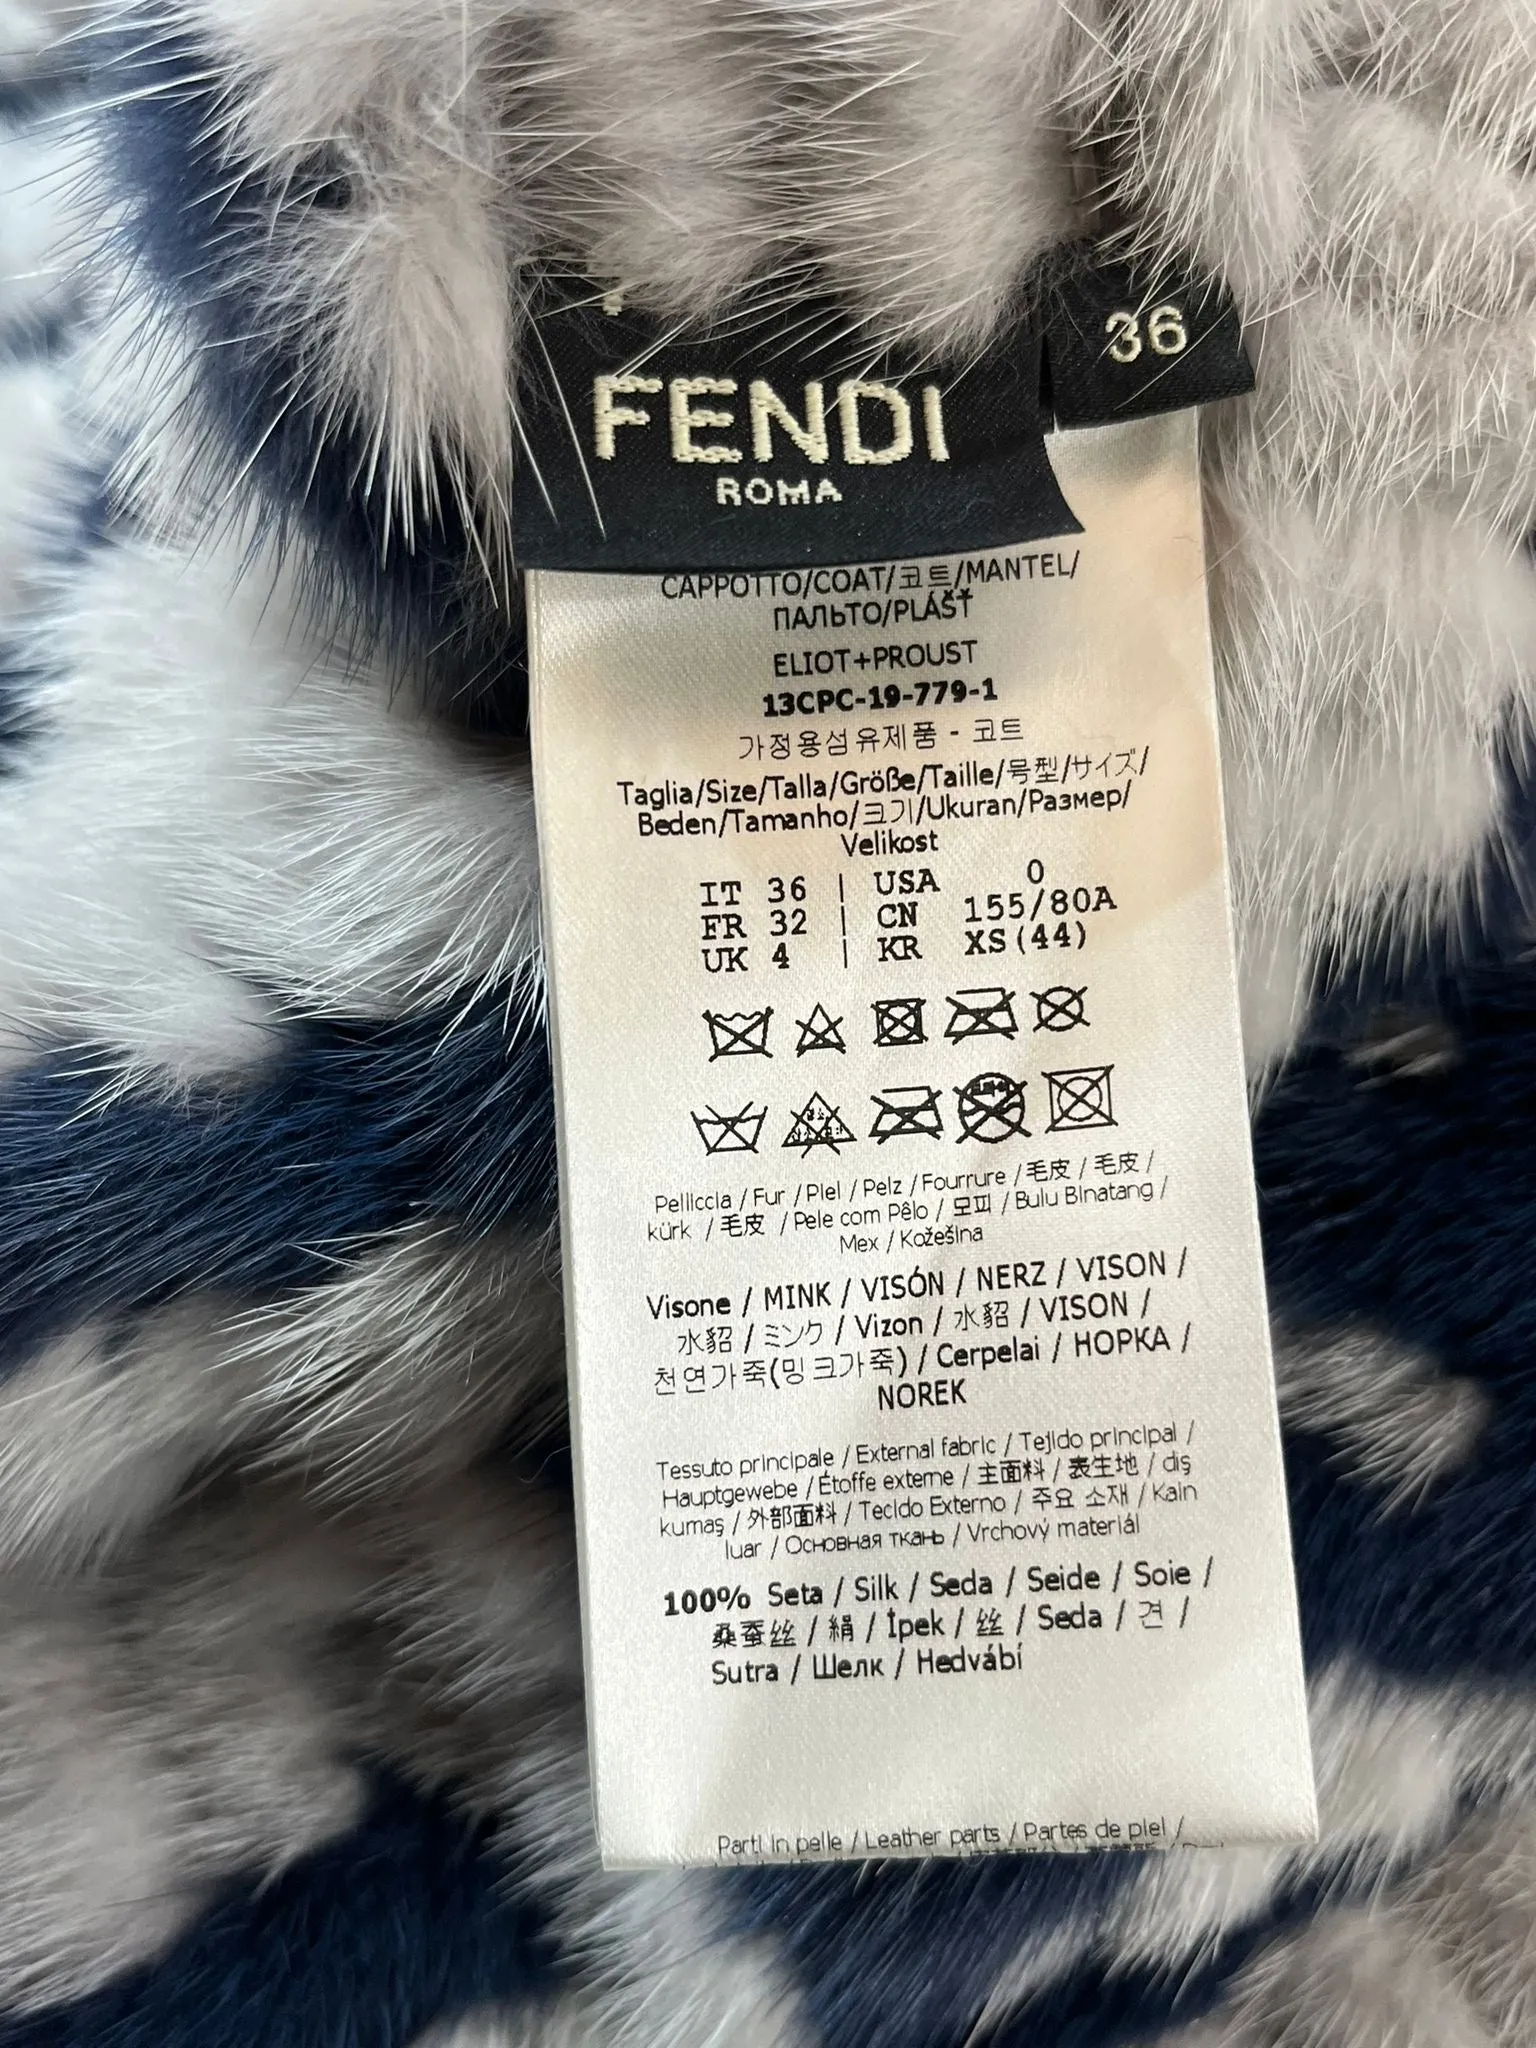 FENDI
ROMA
36
CAPPOTTO/COAT/코트/MANTEL/
ПАЛЬТО/PLÁŠŤ
ELIOT+PROUST
13CPC-19-779-1
가정용섬유제품 - 코트
Taglia/Size/Talla/Größe/Taille/号型/サイズ/
Beden/Tamanho/크기/Ukuran/Размер/
Velikost
IT 36 | USA 0
FR 32 | CN 155/80A
UK 4 | KR XS(44)
Pelliccia / Fur / Piel / Pelz / Fourrure / 毛皮 / 毛皮 /
kürk / 毛皮 / Pele com Pêlo / 모피 / Bulu Binatang /
Mex / Kožešina
Visone / MINK / VISÓN / NERZ / VISON /
水貂 / ミンク / Vizon / 水貂 / VISON /
천연가죽(밍크가죽) / Cerpelai / НОРКА /
NOREK
Tessuto principale / External fabric / Tejido principal /
Hauptgewebe / Étoffe externe / 主面料 / 表生地 / dış
kumaş / 外部面料 / Tecido Externo / 주요 소재 / Kain
luar / Основная ткань / Vrchový materiál
100% Seta / Silk / Seda / Seide / Soie /
桑蚕丝 / 絹 / İpek / 丝 / Seda / 견 /
Sutra / Шелк / Hedvábí
Parti in pelle / Leather parts / Partes de piel /